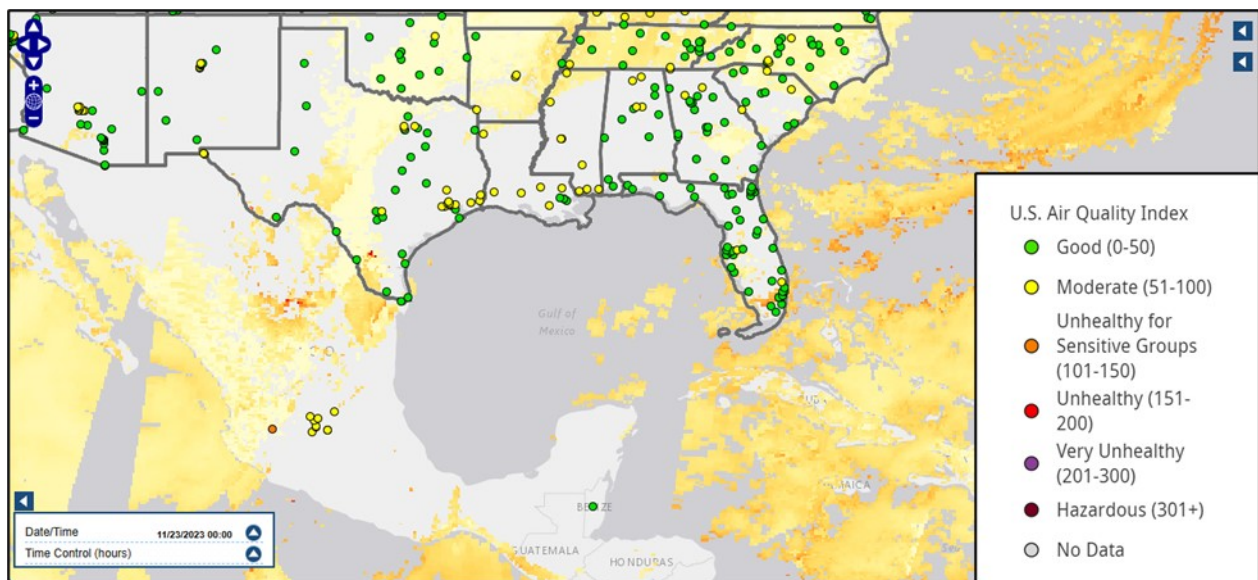 U.S. Air Quality Index
Good (0-50)
Moderate (51-100)
Unhealthy for
Sensitive Groups
(101-150)
Unhealthy (151-
200)
Very Unhealthy
(201-300)
Hazardous (301+)
No Data
Gulf of
Mexico
BELIZE
GUATEMALA
HONDURAS
Date/Time 11/23/2023 00:00
Time Control (hours)